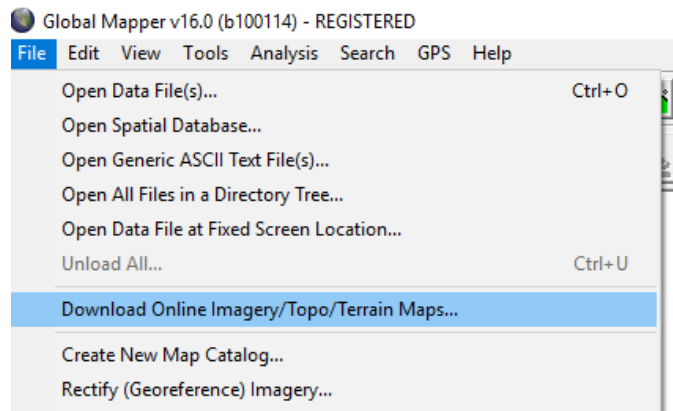 Global Mapper v16.0 (b100114) - REGISTERED
File Edit View Tools Analysis Search GPS Help
Open Data File(s)... Ctrl+O
Open Spatial Database...
Open Generic ASCII Text File(s)...
Open All Files in a Directory Tree...
Open Data File at Fixed Screen Location...
Unload All... Ctrl+U
Download Online Imagery/Topo/Terrain Maps...
Create New Map Catalog...
Rectify (Georeference) Imagery...